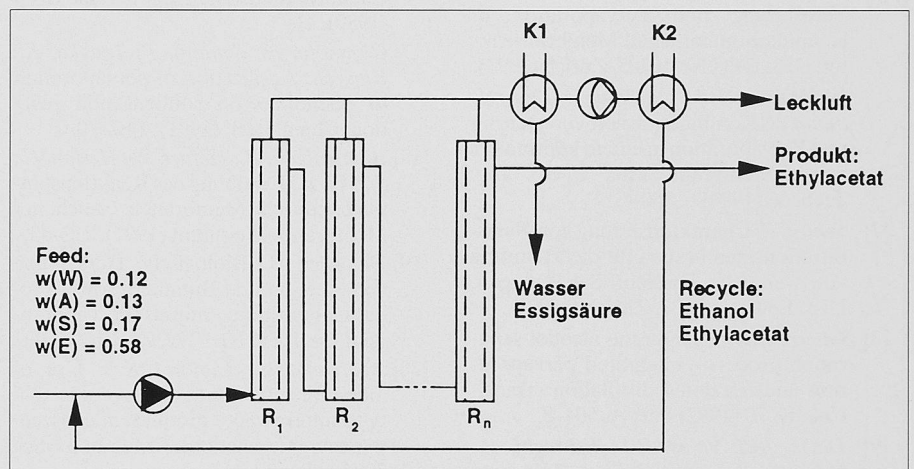 K1 K2
Leckluft
Produkt:
Ethylacetat
Feed:
w(W) = 0.12
w(A) = 0.13
w(S) = 0.17
w(E) = 0.58
Wasser
Essigsäure
Recycle:
Ethanol
Ethylacetat
R1 R2 Rn